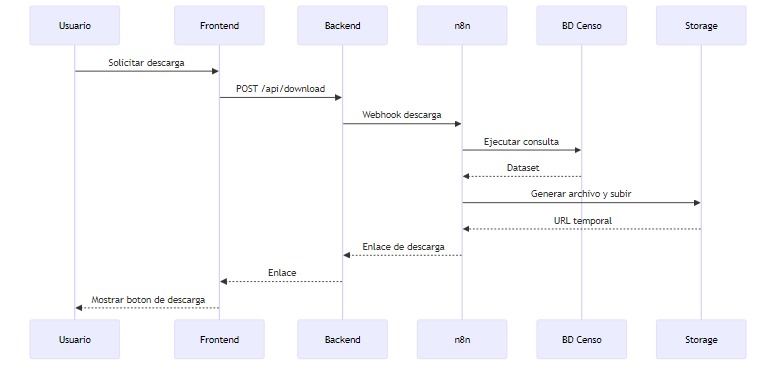 Usuario
Frontend
Backend
n8n
BD Censo
Storage
Solicitar descarga
POST /api/download
Webhook descarga
Ejecutar consulta
Dataset
Generar archivo y subir
URL temporal
Enlace de descarga
Enlace
Mostrar boton de descarga
Usuario
Frontend
Backend
n8n
BD Censo
Storage